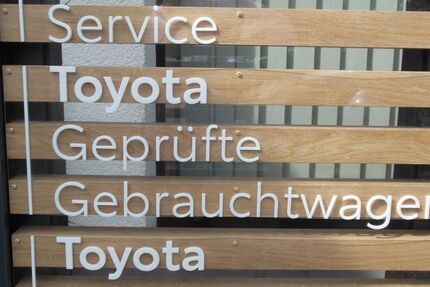 Service
Toyota
Geprüfte
Gebrauchtwagen
Toyota